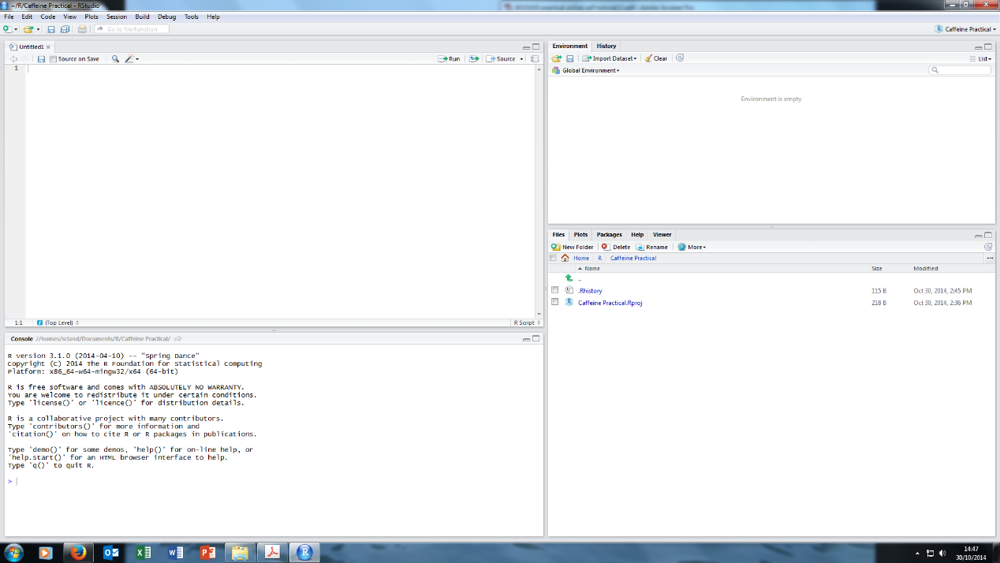 ~/R/Caffeine Practical - RStudio
File Edit Code View Plots Session Build Debug Tools Help
Go to file/function
Caffeine Practical
Untitled1
Source on Save
Run
Source
1
1:1
(Top Level)
R Script
Console //homes/scland/Documents/R/Caffeine Practical/
R version 3.1.0 (2014-04-10) -- "Spring Dance"
Copyright (C) 2014 The R Foundation for Statistical Computing
Platform: x86_64-w64-mingw32/x64 (64-bit)
R is free software and comes with ABSOLUTELY NO WARRANTY.
You are welcome to redistribute it under certain conditions.
Type 'license()' or 'licence()' for distribution details.
R is a collaborative project with many contributors.
Type 'contributors()' for more information and
'citation()' on how to cite R or R packages in publications.
Type 'demo()' for some demos, 'help()' for on-line help, or
'help.start()' for an HTML browser interface to help.
Type 'q()' to quit R.
>
Environment History
Import Dataset Clear List
Global Environment
Environment is empty
Files Plots Packages Help Viewer
New Folder Delete Rename More
Home R Caffeine Practical ...
Name Size Modified
..
.Rhistory 115 B Oct 30, 2014, 2:45 PM
Caffeine Practical.Rproj 218 B Oct 30, 2014, 2:36 PM
14:47
30/10/2014